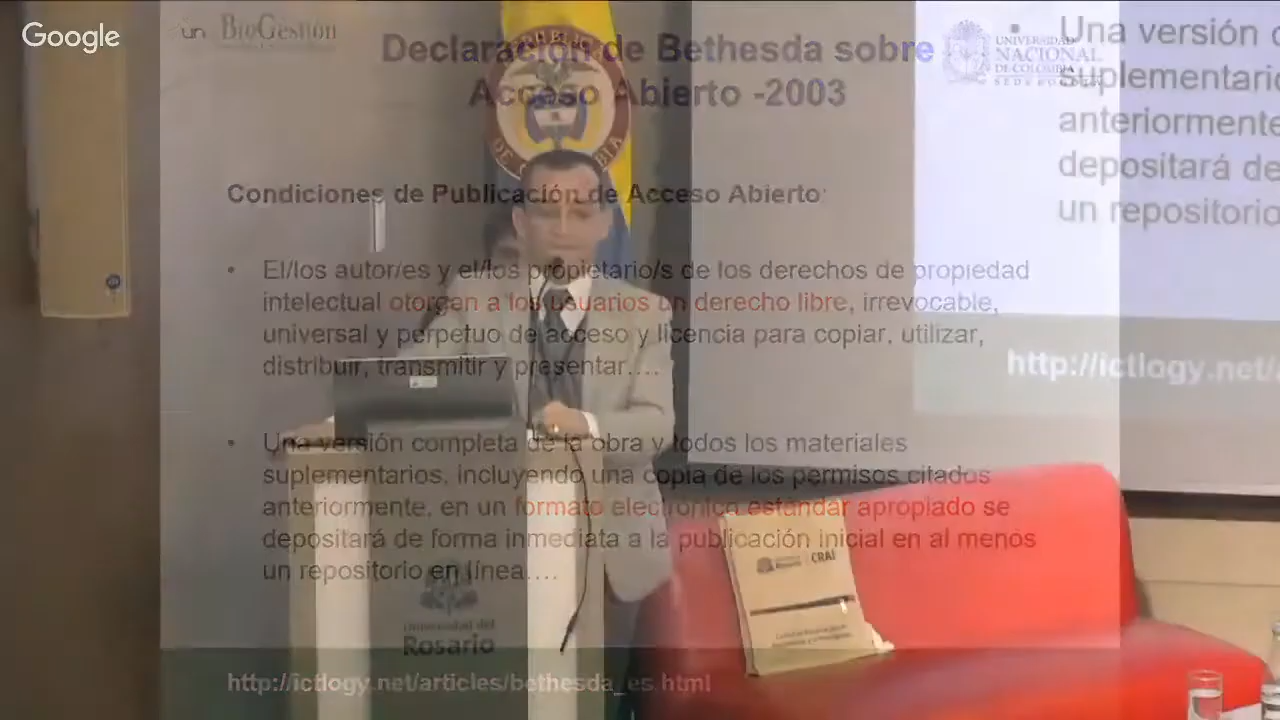 Google
un BioGestión
UNIVERSIDAD
NACIONAL
DE COLOMBIA
Declaración de Bethesda sobre
Acceso Abierto -2003
Condiciones de Publicación de Acceso Abierto:
• El/los autor/es y el/los propietario/s de los derechos de propiedad
intelectual otorgan a los usuarios un derecho libre, irrevocable,
universal y perpetuo de acceso y licencia para copiar, utilizar,
distribuir, transmitir y presentar....
• Una versión completa de la obra y todos los materiales
suplementarios, incluyendo una copia de los permisos citados
anteriormente, en un formato electrónico estándar apropiado se
depositará de forma inmediata a la publicación inicial en al menos
un repositorio en línea....
http://ictlogy.net/articles/bethesda_es.html
• Una versión
suplementario
anteriormente
depositará de
un repositorio
http://ictlogy.net/
Universidad del
Rosario
Rosario
CRAI